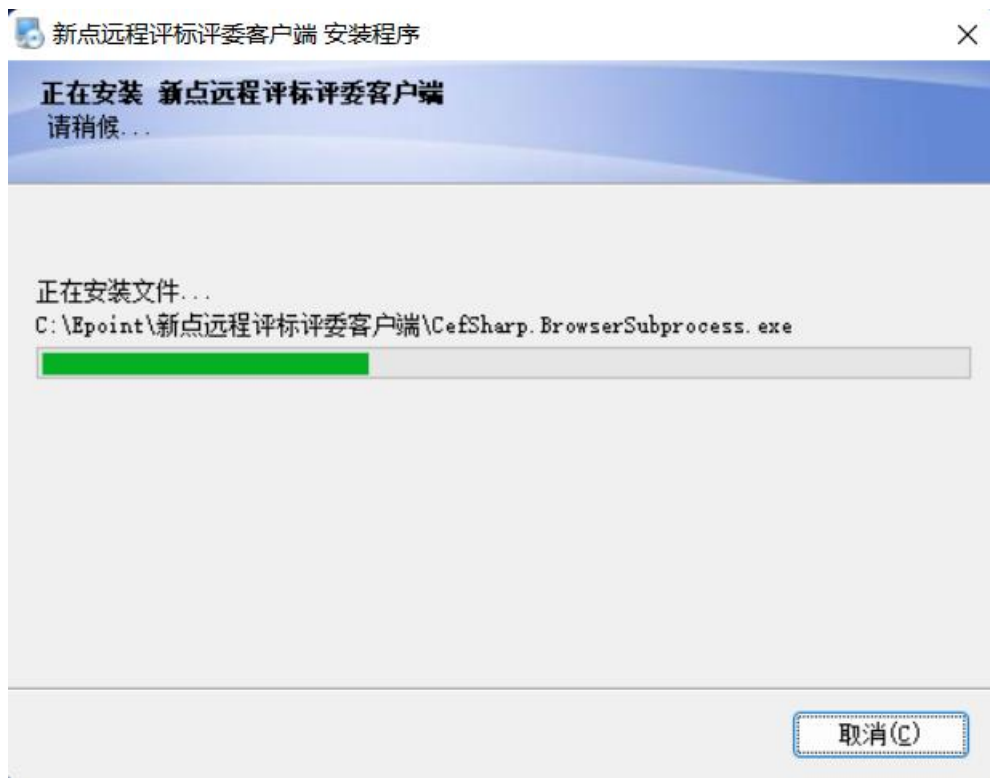 新点远程评标评委客户端 安装程序
正在安装 新点远程评标评委客户端
请稍候...
正在安装文件...
C:\Epoint\新点远程评标评委客户端\CefSharp.BrowserSubprocess.exe
取消(C)